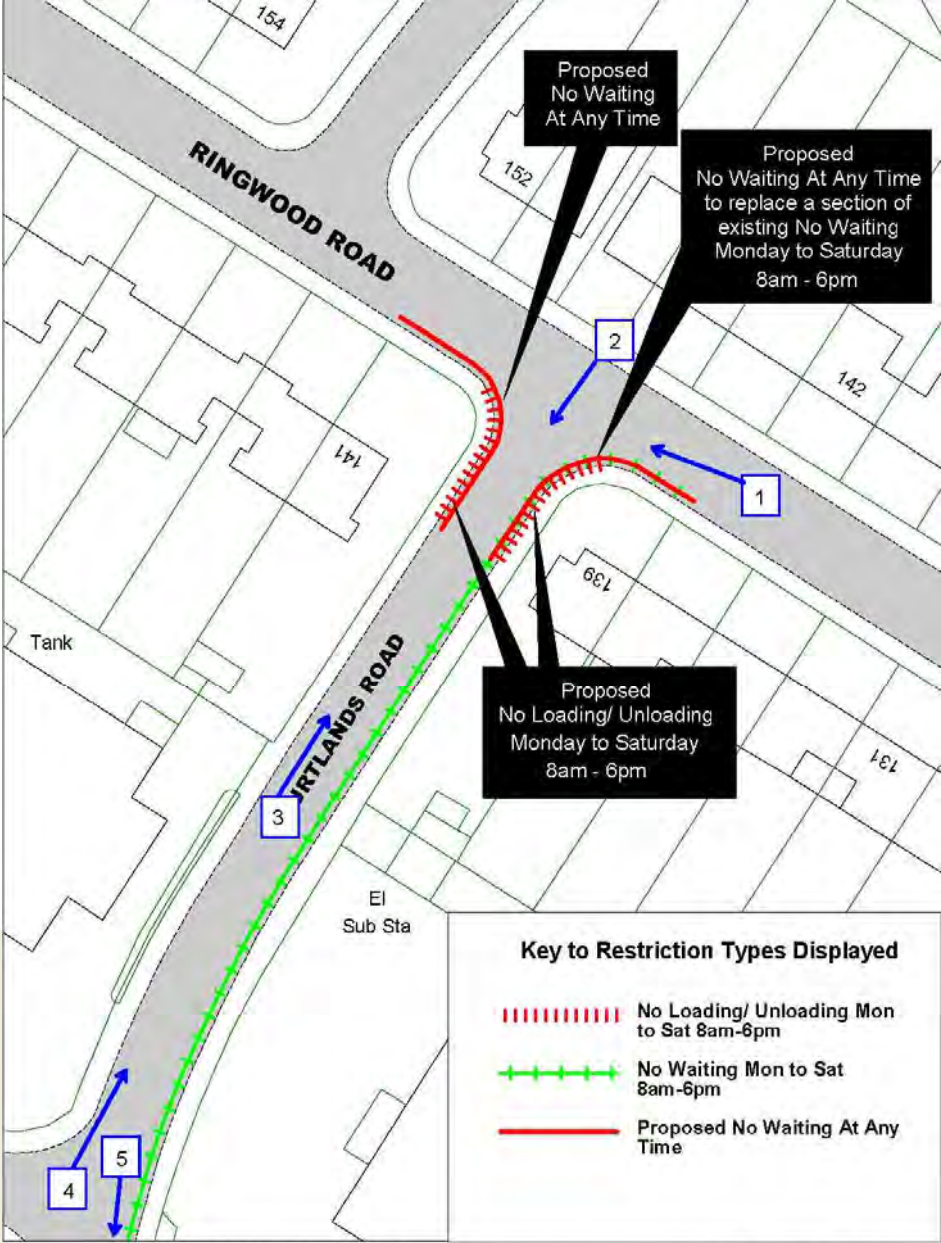 154
Proposed
No Waiting
At Any Time
152
Proposed
No Waiting At Any Time
to replace a section of
existing No Waiting
Monday to Saturday
8am - 6pm
RINGWOOD ROAD
2
142
141
1
139
Tank
URTLANDS ROAD
Proposed
No Loading/ Unloading
Monday to Saturday
8am - 6pm
131
3
El
Sub Sta
Key to Restriction Types Displayed
No Loading/ Unloading Mon
to Sat 8am-6pm
No Waiting Mon to Sat
8am-6pm
Proposed No Waiting At Any
Time
5
4